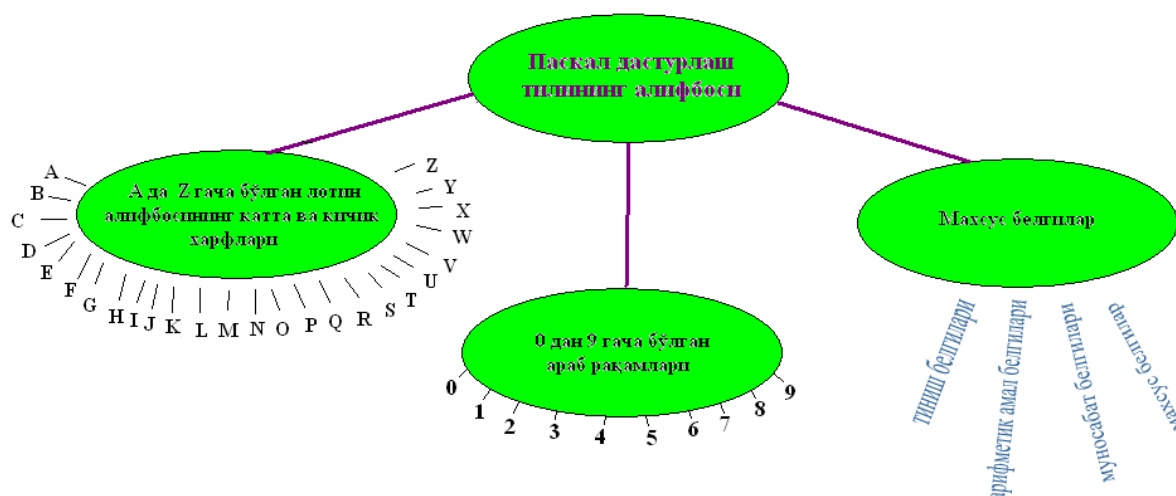 Паскал дастурлаш
тилининг алифбоси
А да Z гача бўлган лотин
алифбосининг катта ва кичик
харфлари
A
B
C
D
E
F
G
H
I
J
K
L
M
N
O
P
Q
R
S
T
U
V
W
X
Y
Z
0 дан 9 гача бўлган
араб рақамлари
0
1
2
3
4
5
6
7
8
9
Махсус белгилар
тиниш белгилари
арифметик амал белгилари
муносабат белгилари
махсус белгилар